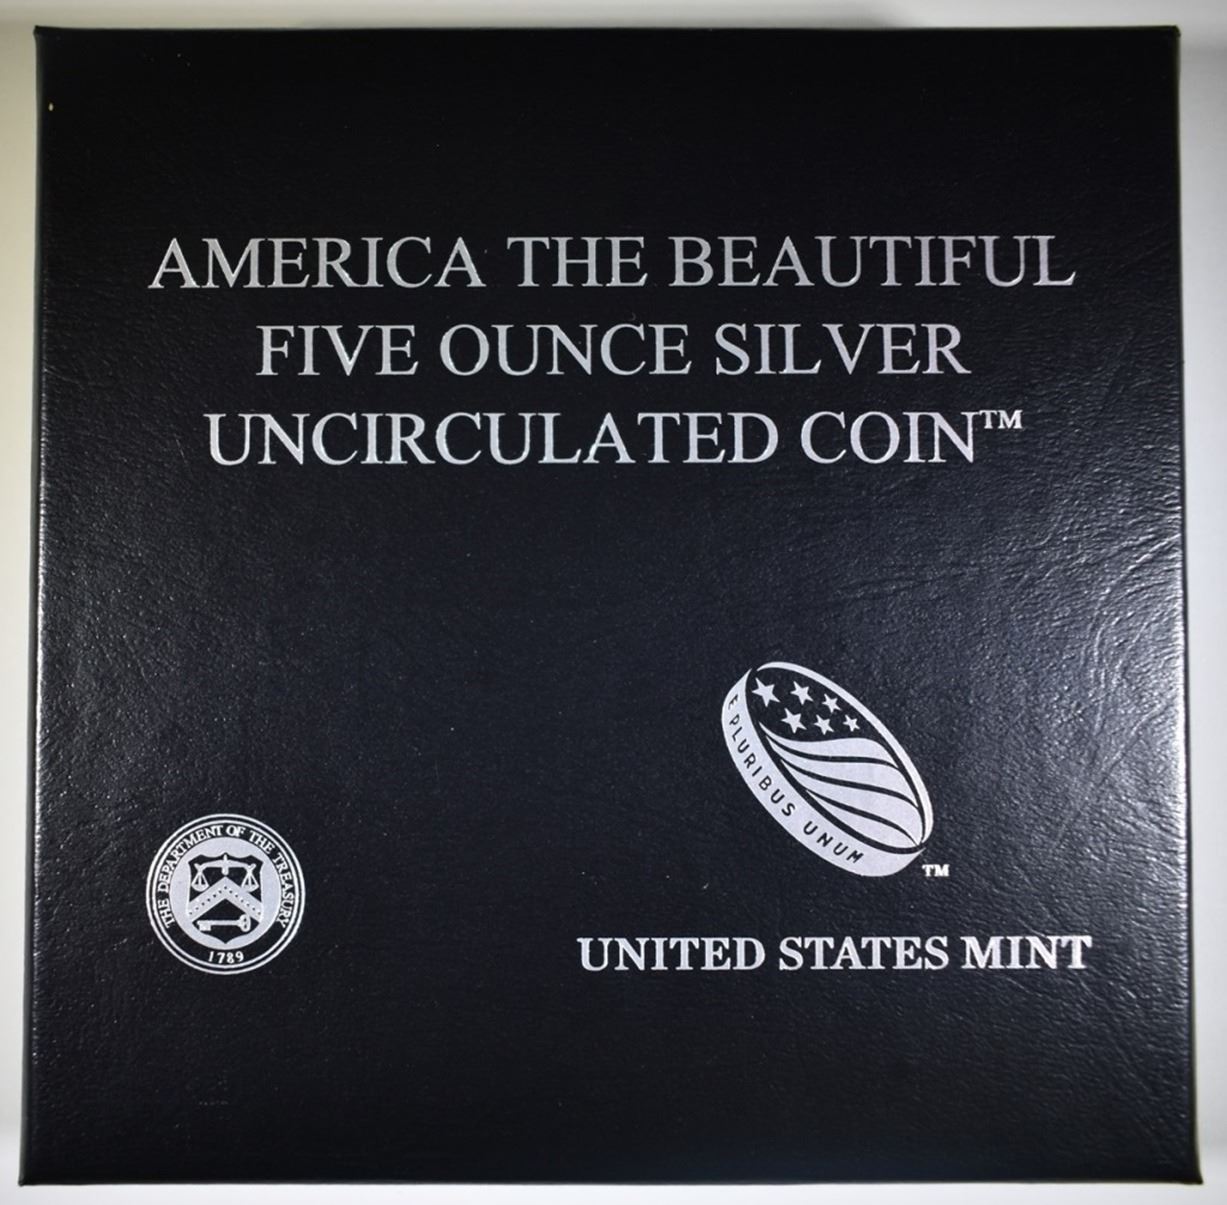 AMERICA THE BEAUTIFUL
FIVE OUNCE SILVER
UNCIRCULATED COIN™
E PLURIBUS UNUM
TM
THE DEPARTMENT OF THE TREASURY
1789
UNITED STATES MINT